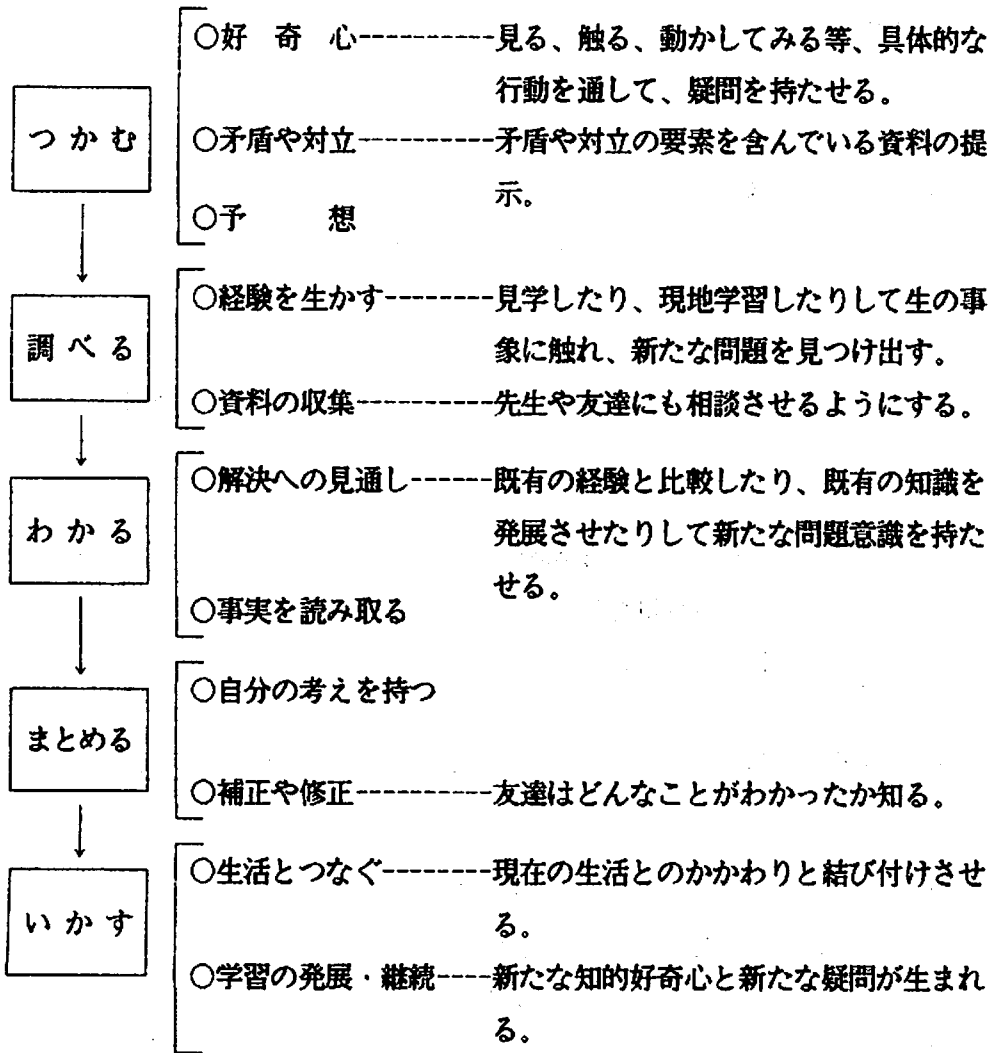 ○好奇心----------見る、触る、動かしてみる等、具体的な
行動を通して、疑問を持たせる。
つかむ
○矛盾や対立----------矛盾や対立の要素を含んでいる資料の提
示。
○予想
○経験を生かす--------見学したり、現地学習したりして生の事
調べる
象に触れ、新たな問題を見つけ出す。
○資料の収集----------先生や友達にも相談させるようにする。
○解決への見通し------既有の経験と比較したり、既有の知識を
わかる
発展させたりして新たな問題意識を持た
せる。
○事実を読み取る
○自分の考えを持つ
まとめる
○補正や修正----------友達はどんなことがわかったか知る。
○生活とつなぐ--------現在の生活とのかかわりと結び付けさせ
いかす
る。
○学習の発展・継続----新たな知的好奇心と新たな疑問が生まれ
る。